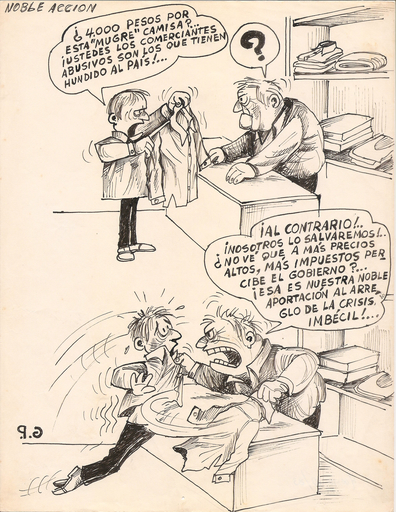 NOBLE ACCION
¿4.000 PESOS POR
ESTA "MUGRE" CAMISA?...
¡USTEDES LOS COMERCIANTES
ABUSIVOS SON LOS QUE TIENEN
HUNDIDO AL PAIS!...
?
¡AL CONTRARIO!..
¡NOSOTROS LO SALVAREMOS!..
¿NO VE QUE A MAS PRECIOS
ALTOS, MAS IMPUESTOS PER
CIBE EL GOBIERNO?...
¡ESA ES NUESTRA NOBLE
APORTACIÓN AL ARRE
GLO DE LA CRISIS.
IMBÉCIL!...
G.P